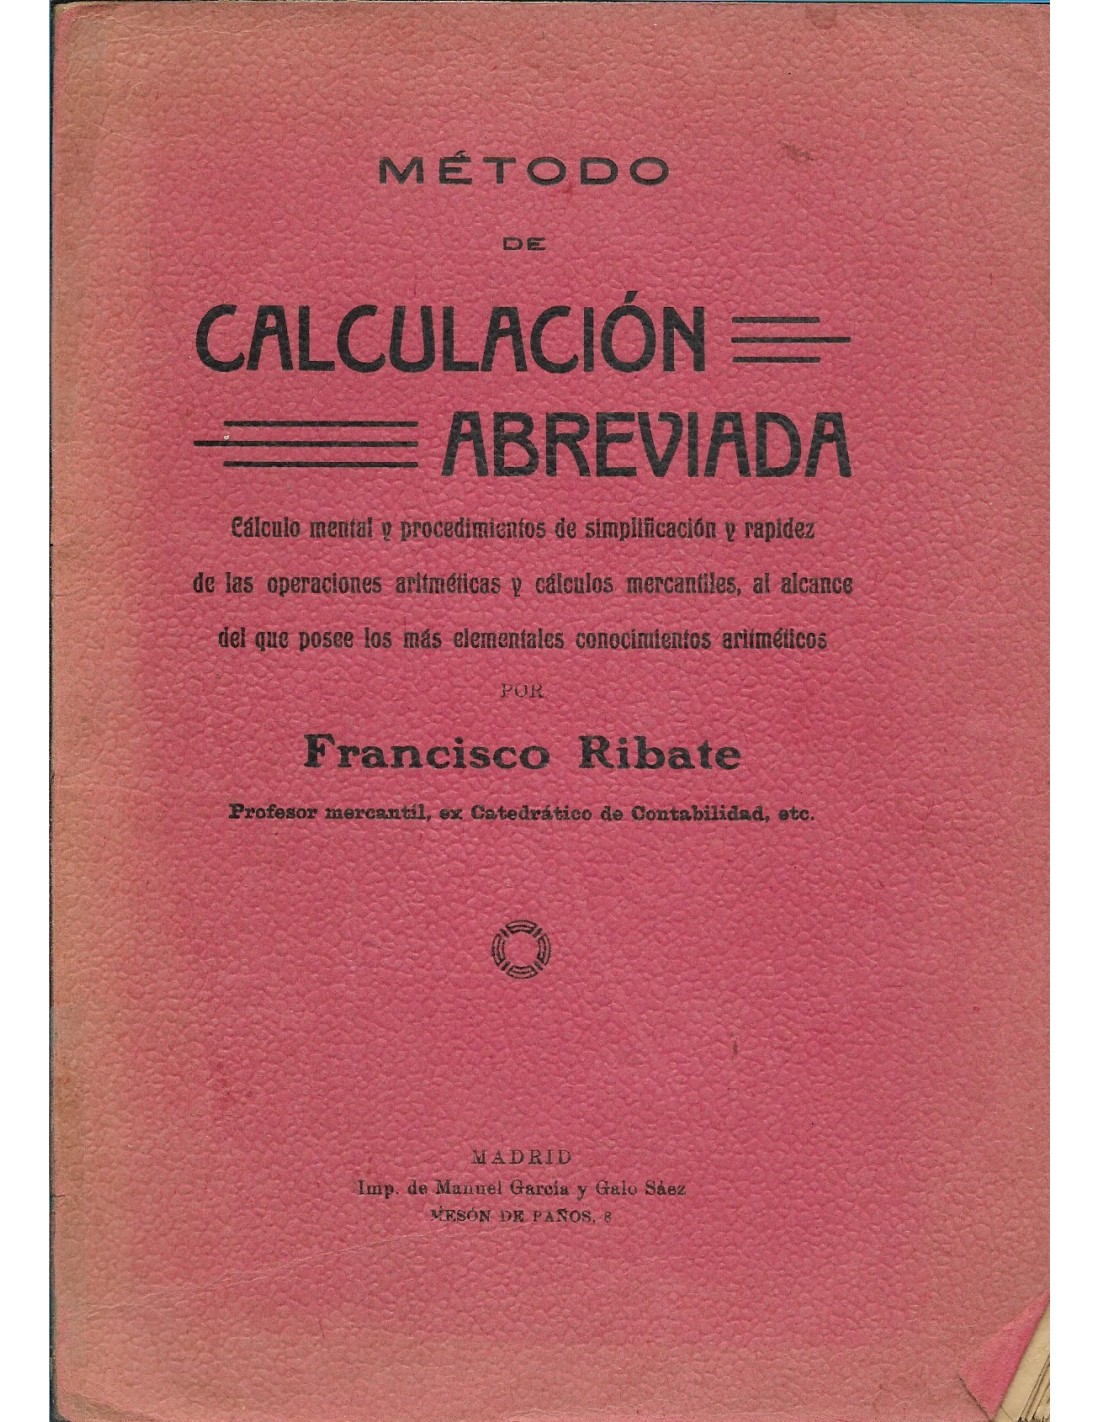 MÉTODO
DE
CALCULACIÓN
ABREVIADA
Cálculo mental y procedimientos de simplificación y rapidez
de las operaciones aritméticas y cálculos mercantiles, al alcance
del que posee los más elementales conocimientos aritméticos
POR
Francisco Ribate
Profesor mercantil, ex Catedrático de Contabilidad, etc.
MADRID
Imp. de Manuel García y Galo Sáez
MESÓN DE PAÑOS, 8